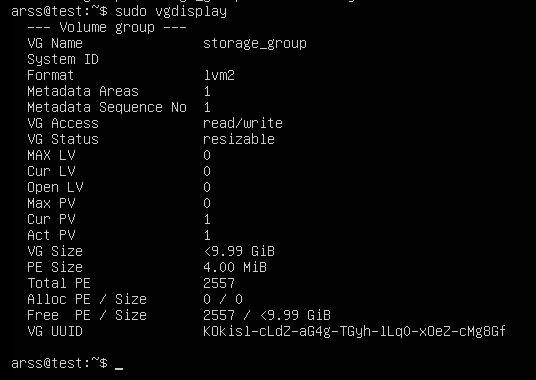 arss@test:~$ sudo vgdisplay
--- Volume group ---
VG Name storage_group
System ID
Format lvm2
Metadata Areas 1
Metadata Sequence No 1
VG Access read/write
VG Status resizable
MAX LV 0
Cur LV 0
Open LV 0
Max PV 0
Cur PV 1
Act PV 1
VG Size <9.99 GiB
PE Size 4.00 MiB
Total PE 2557
Alloc PE / Size 0 / 0
Free PE / Size 2557 / <9.99 GiB
VG UUID KOkisl-cLdZ-aG4g-TGyh-lLqO-xOeZ-cMg8Gf
arss@test:~$ _